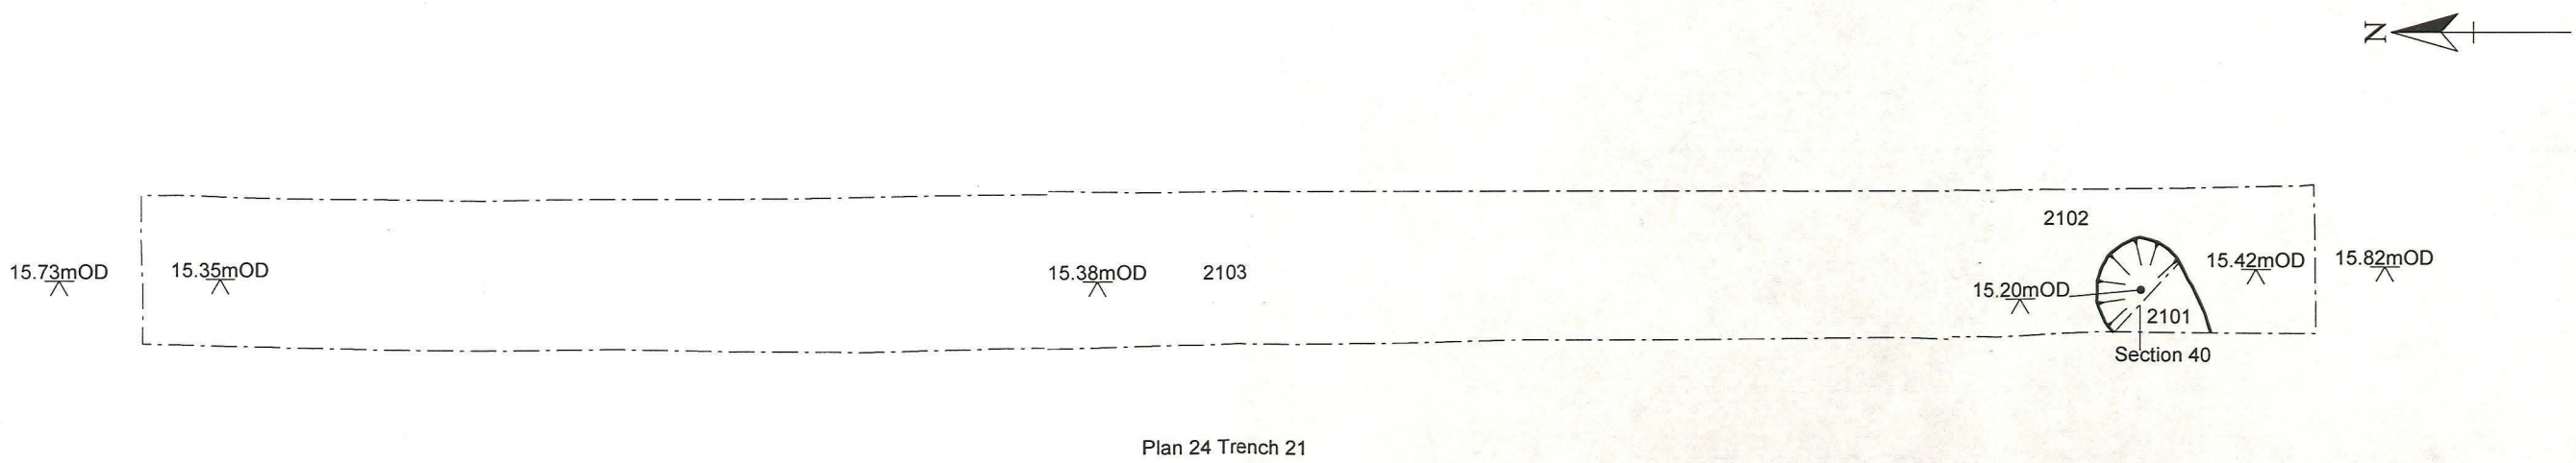 N
2102
15.73mOD
15.35mOD
15.38mOD
2103
15.20mOD
15.42mOD
15.82mOD
2101
Section 40
Plan 24 Trench 21